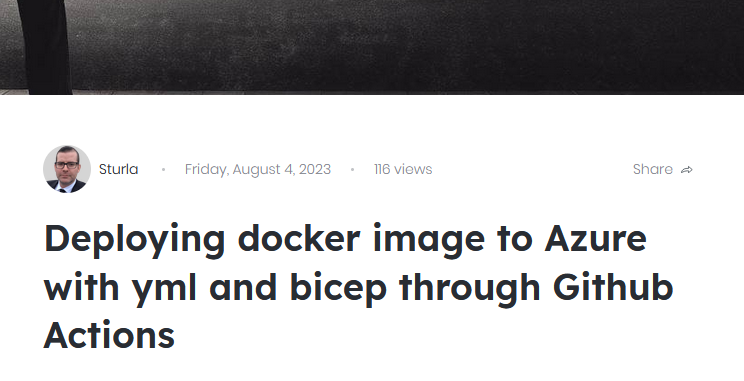 Sturla · Friday, August 4, 2023 · 116 views Share
Deploying docker image to Azure
with yml and bicep through Github
Actions